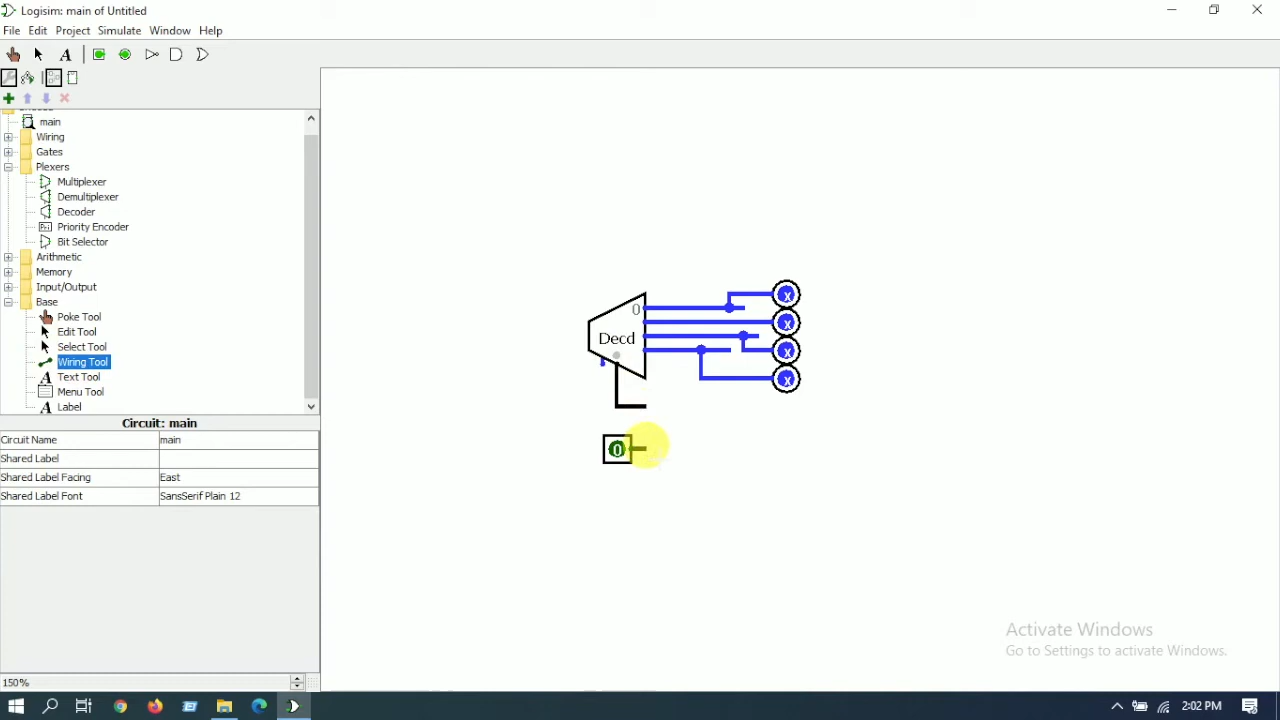 Logisim: main of Untitled
File Edit Project Simulate Window Help
A
main
Wiring
Gates
Plexers
Multiplexer
Demultiplexer
Decoder
Priority Encoder
Bit Selector
Arithmetic
Memory
Input/Output
Base
Poke Tool
Edit Tool
Select Tool
Wiring Tool
A Text Tool
Menu Tool
A Label
Circuit: main
Circuit Name main
Shared Label
Shared Label Facing East
Shared Label Font SansSerif Plain 12
150%
0
Decd
x
x
x
x
0
Activate Windows
Go to Settings to activate Windows.
2:02 PM